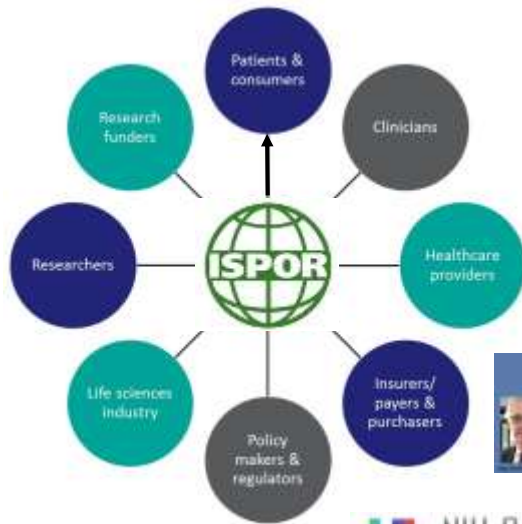 Patients &
consumers
Research
funders
Clinicians
Researchers
ISPOR
Healthcare
providers
Life sciences
industry
Insurers/
payers &
purchasers
Policy
makers &
regulators